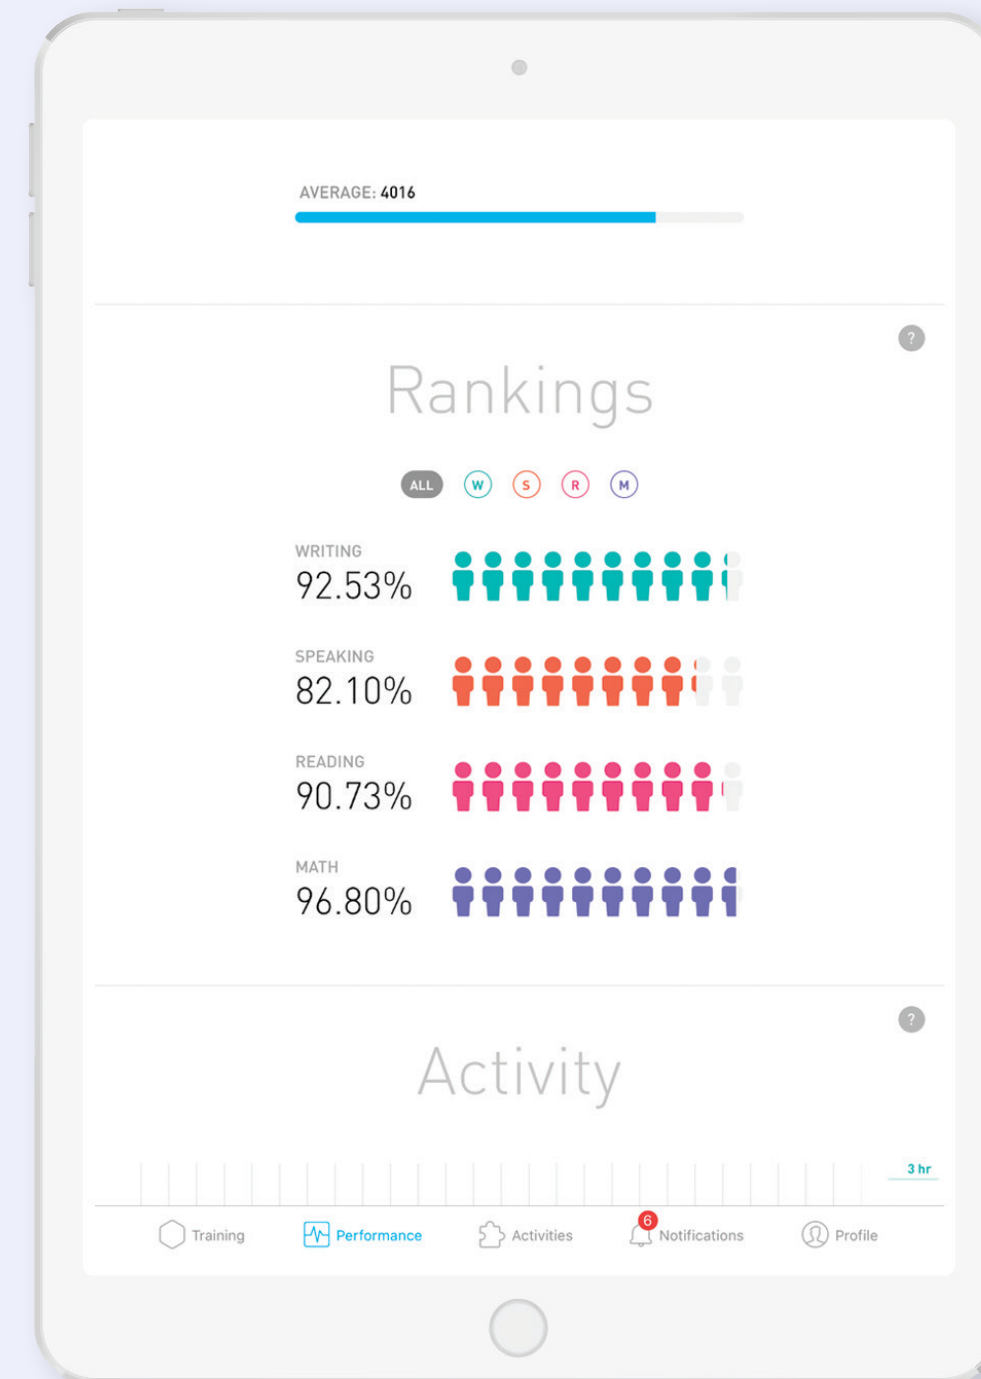 AVERAGE: 4016
?
Rankings
ALL W S R M
WRITING
92.53%
SPEAKING
82.10%
READING
90.73%
MATH
96.80%
?
Activity
3 hr
6
Training Performance Activities Notifications Profile